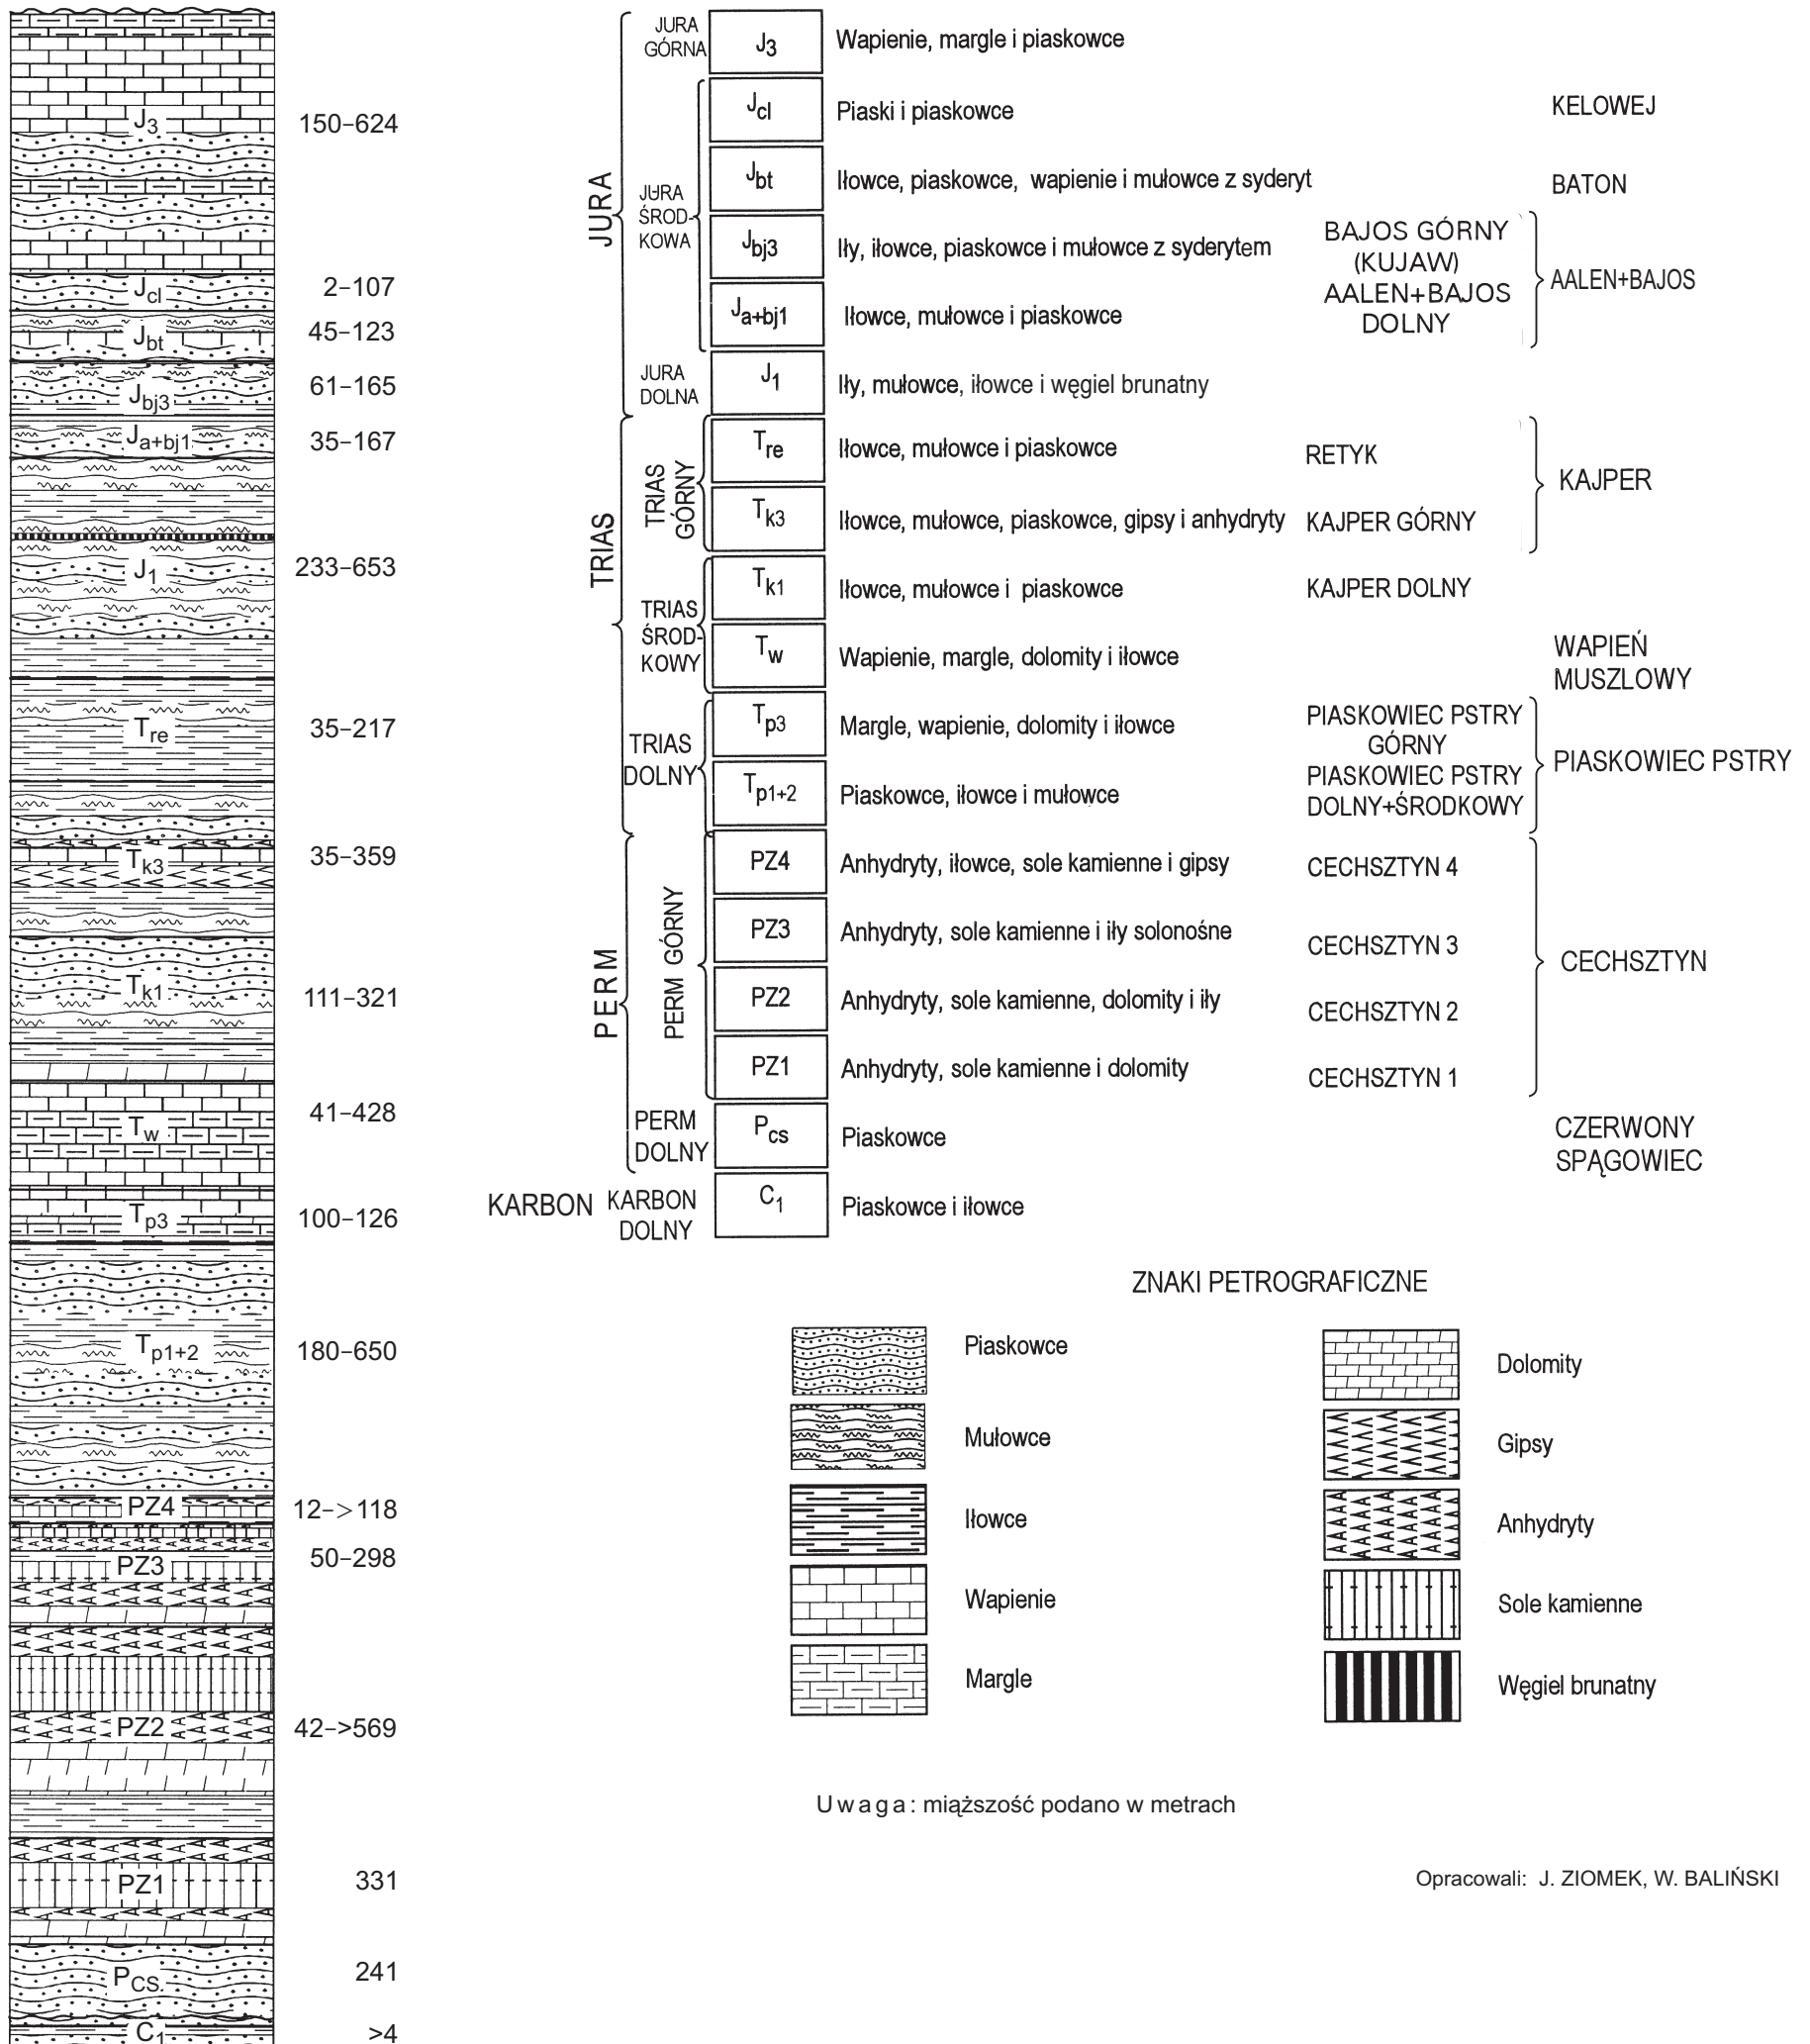 J3
150–624
Jcl
2–107
Jbt
45–123
Jbj3
61–165
Ja+bj1
35–167
J1
233–653
Tre
35–217
Tk3
35–359
Tk1
111–321
Tw
41–428
Tp3
100–126
Tp1+2
180–650
PZ4
12–>118
PZ3
50–298
PZ2
42–>569
PZ1
331
PCS
241
C1
>4
JURA
JURA
GÓRNA
J3
Wapienie, margle i piaskowce
JURA
ŚROD-
KOWA
Jcl
Piaski i piaskowce
KELOWEJ
Jbt
Iłowce, piaskowce, wapienie i mułowce z syderyt
BATON
Jbj3
Iły, iłowce, piaskowce i mułowce z syderytem
BAJOS GÓRNY
(KUJAW)
Ja+bj1
Iłowce, mułowce i piaskowce
AALEN+BAJOS
DOLNY
AALEN+BAJOS
JURA
DOLNA
J1
Iły, mułowce, iłowce i węgiel brunatny
TRIAS
TRIAS
GÓRNY
Tre
Iłowce, mułowce i piaskowce
RETYK
KAJPER
Tk3
Iłowce, mułowce, piaskowce, gipsy i anhydryty
KAJPER GÓRNY
TRIAS
ŚROD-
KOWY
Tk1
Iłowce, mułowce i piaskowce
KAJPER DOLNY
Tw
Wapienie, margle, dolomity i iłowce
WAPIEŃ
MUSZLOWY
TRIAS
DOLNY
Tp3
Margle, wapienie, dolomity i iłowce
PIASKOWIEC PSTRY
GÓRNY
PIASKOWIEC PSTRY
Tp1+2
Piaskowce, iłowce i mułowce
PIASKOWIEC PSTRY
DOLNY+ŚRODKOWY
PERM
PERM GÓRNY
PZ4
Anhydryty, iłowce, sole kamienne i gipsy
CECHSZTYN 4
PZ3
Anhydryty, sole kamienne i iły solonośne
CECHSZTYN 3
CECHSZTYN
PZ2
Anhydryty, sole kamienne, dolomity i iły
CECHSZTYN 2
PZ1
Anhydryty, sole kamienne i dolomity
CECHSZTYN 1
PERM
DOLNY
Pcs
Piaskowce
CZERWONY
SPĄGOWIEC
KARBON
KARBON
DOLNY
C1
Piaskowce i iłowce
ZNAKI PETROGRAFICZNE
Piaskowce
Mułowce
Iłowce
Wapienie
Margle
Dolomity
Gipsy
Anhydryty
Sole kamienne
Węgiel brunatny
Uwaga: miąższość podano w metrach
Opracowali: J. ZIOMEK, W. BALIŃSKI